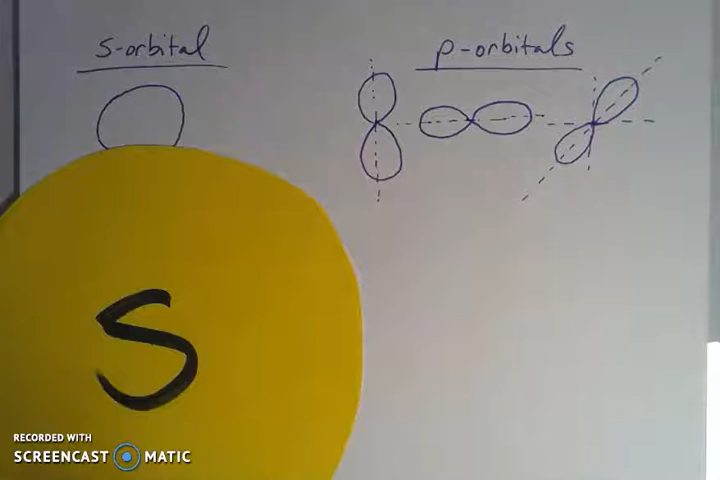 s-orbital
p-orbitals
S
RECORDED WITH
SCREENCAST MATIC